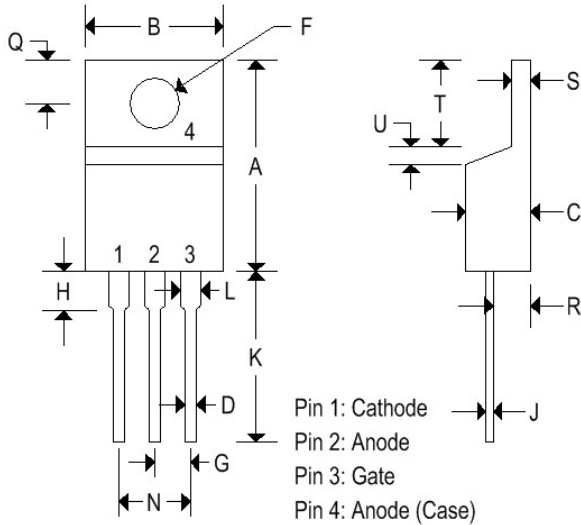 B
F
Q
S
T
4
U
A
C
1 2 3
H
L
R
K
D
J
G
N
Pin 1: Cathode
Pin 2: Anode
Pin 3: Gate
Pin 4: Anode (Case)